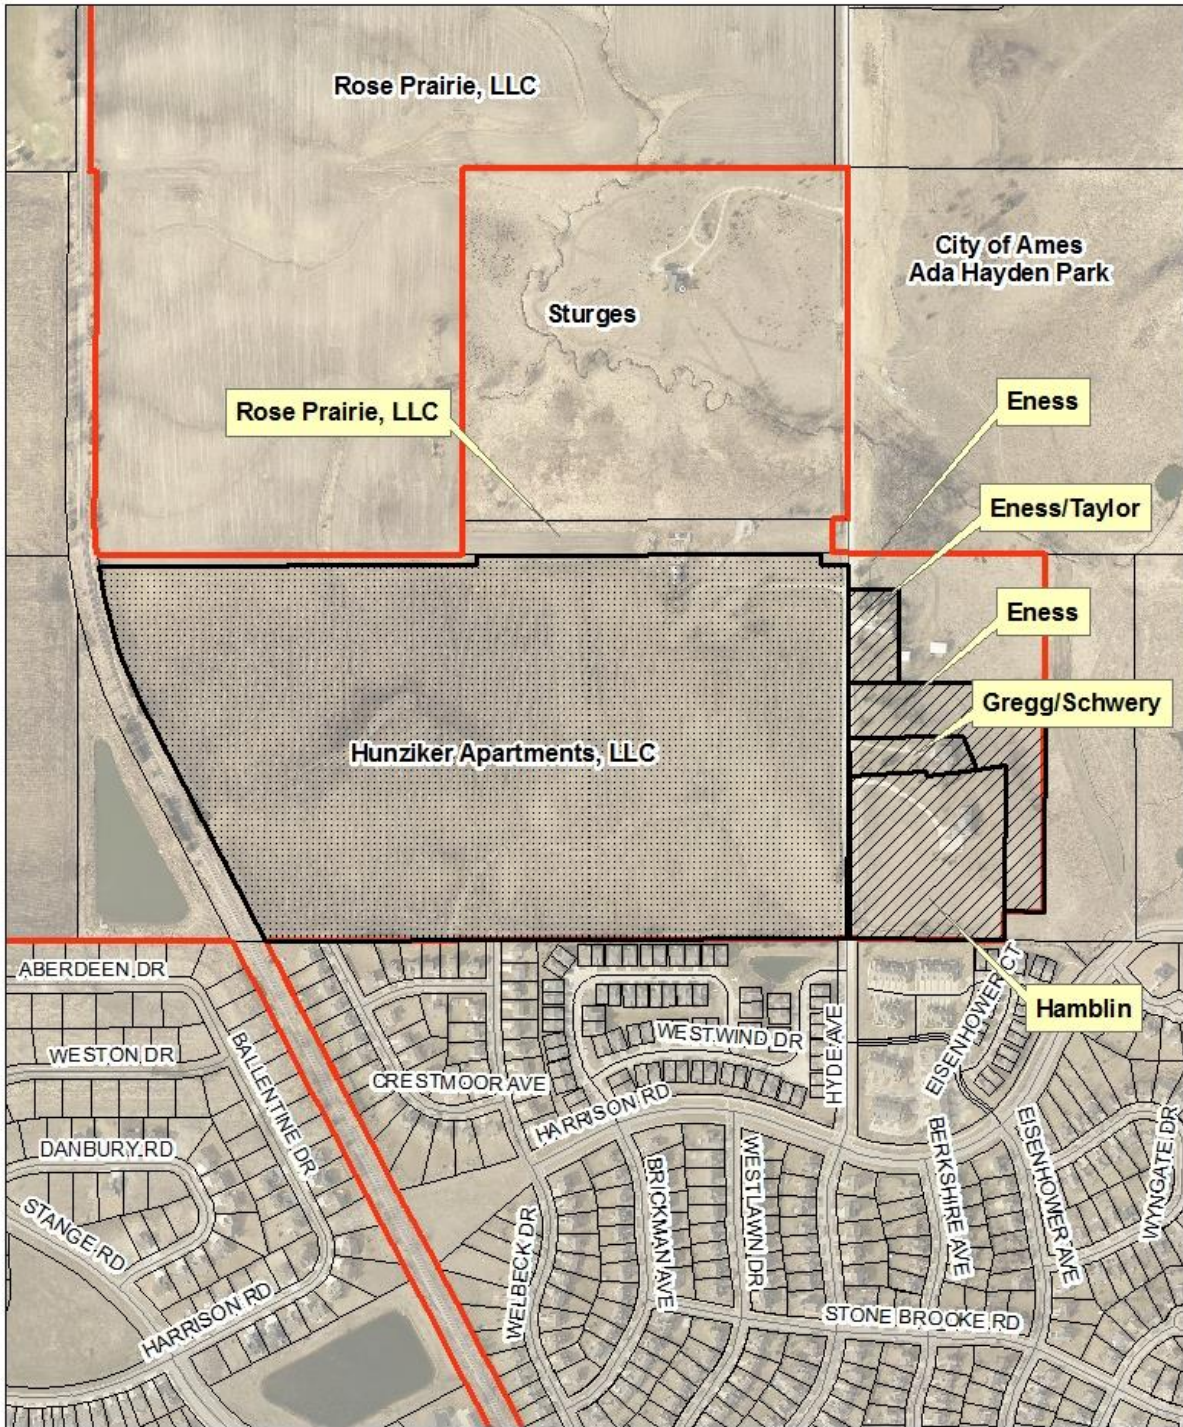 Rose Prairie, LLC
City of Ames
Ada Hayden Park
Sturges
Rose Prairie, LLC
Eness
Eness/Taylor
Eness
Gregg/Schwery
Hunziker Apartments, LLC
Hamblin
ABERDEEN DR
WESTON DR
BALLENTINE DR
DANBURY RD
STANGE RD
HARRISON RD
CRESTMOOR AVE
WESTWIND DR
HARRISON RD
HYDE AVE
EISENHOWER CT
WELBECK DR
BRICKMAN AVE
WESTLAWN DR
BERKSHIRE AVE
EISENHOWER AVE
WYNGATE DR
STONE BROOKE RD